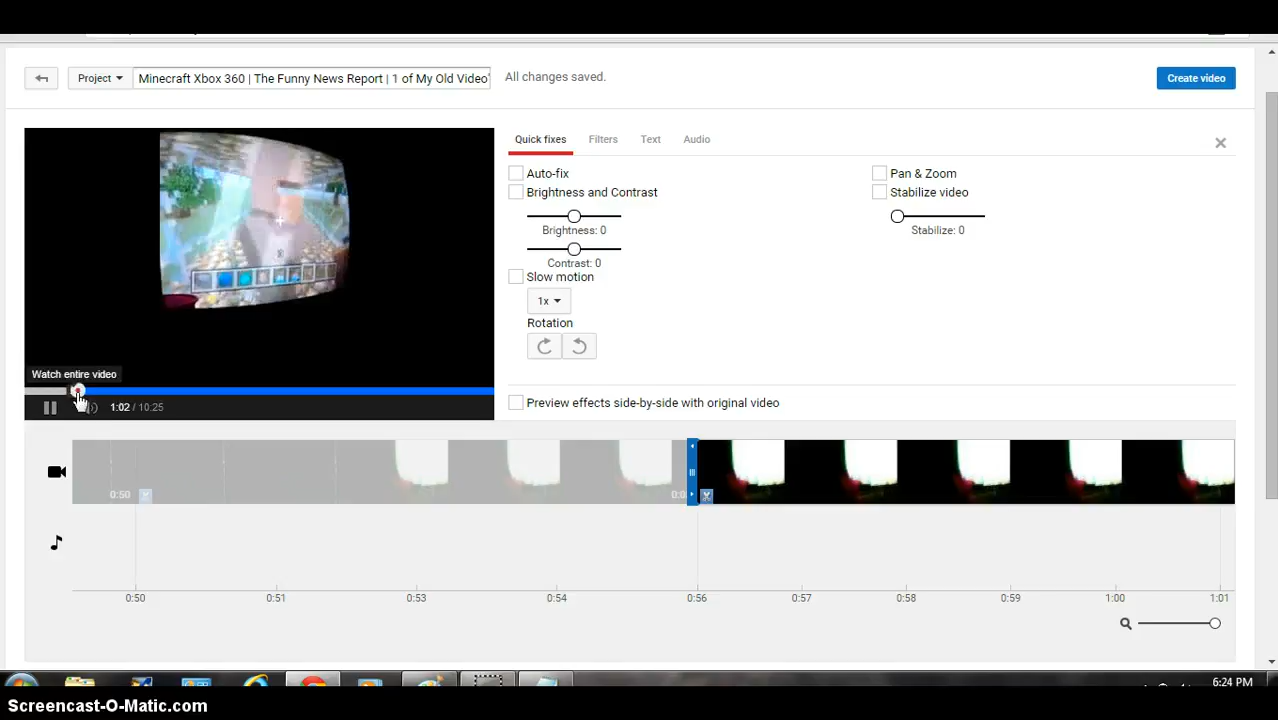 Project
Minecraft Xbox 360 | The Funny News Report | 1 of My Old Video'
All changes saved.
Create video
Quick fixes
Filters
Text
Audio
Auto-fix
Brightness and Contrast
Brightness: 0
Contrast: 0
Slow motion
1x
Rotation
Pan & Zoom
Stabilize video
Stabilize: 0
Watch entire video
1:02 / 10:25
Preview effects side-by-side with original video
0:50
0:50 0:51 0:53 0:54 0:56 0:57 0:58 0:59 1:00 1:01
6:24 PM
Screencast-O-Matic.com